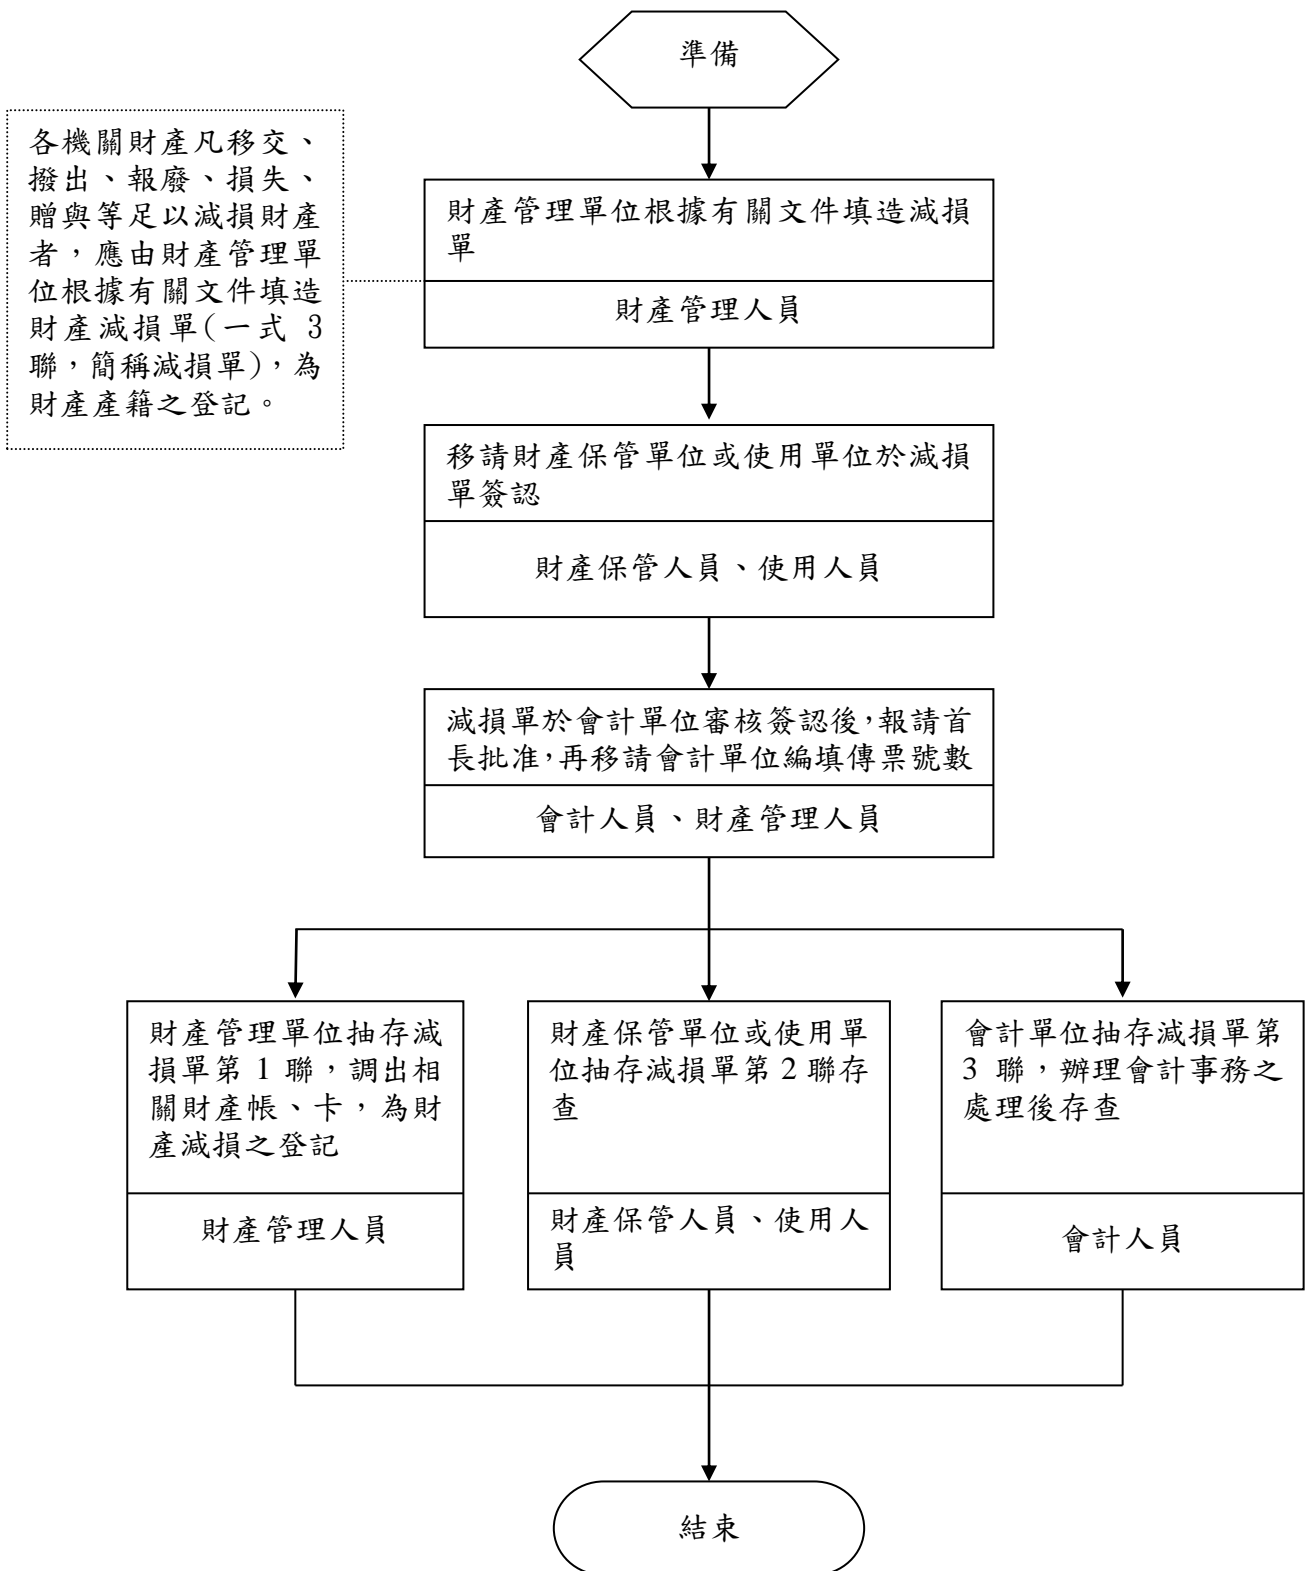 準備
各機關財產凡移交、
撥出、報廢、損失、
贈與等足以減損財產
者，應由財產管理單
位根據有關文件填造
財產減損單(一式 3
聯，簡稱減損單)，為
財產產籍之登記。
財產管理單位根據有關文件填造減損
單
財產管理人員
移請財產保管單位或使用單位於減損
單簽認
財產保管人員、使用人員
減損單於會計單位審核簽認後，報請首
長批准，再移請會計單位編填傳票號數
會計人員、財產管理人員
財產管理單位抽存減
損單第 1 聯，調出相
關財產帳、卡，為財
產減損之登記
財產管理人員
財產保管單位或使用單
位抽存減損單第 2 聯存
查
財產保管人員、使用人
員
會計單位抽存減損單第
3 聯，辦理會計事務之
處理後存查
會計人員
結束